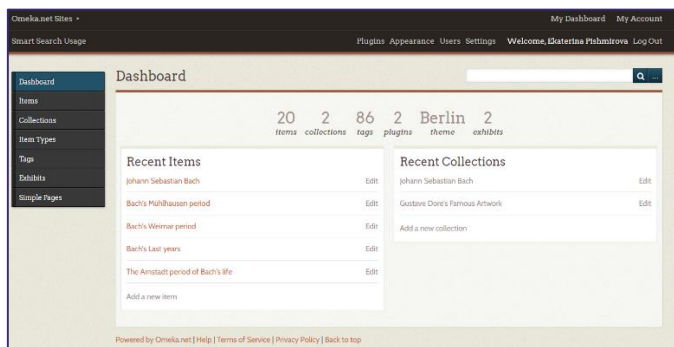 Omeka.net Sites
My Dashboard My Account
Smart Search Usage
Plugins Appearance Users Settings Welcome, Ekaterina Pishmirova Log Out
Dashboard
Items
Collections
Item Types
Tags
Exhibits
Simple Pages
Dashboard
...
20 2 86 2 Berlin 2
items collections tags plugins theme exhibits
Recent Items
Johann Sebastian Bach Edit
Bach's Mühlhausen period Edit
Bach's Weimar period Edit
Bach's Last years Edit
The Arnstadt period of Bach's life Edit
Add a new item
Recent Collections
Johann Sebastian Bach Edit
Gustave Dore's Famous Artwork Edit
Add a new collection
Powered by Omeka.net | Help | Terms of Service | Privacy Policy | Back to top